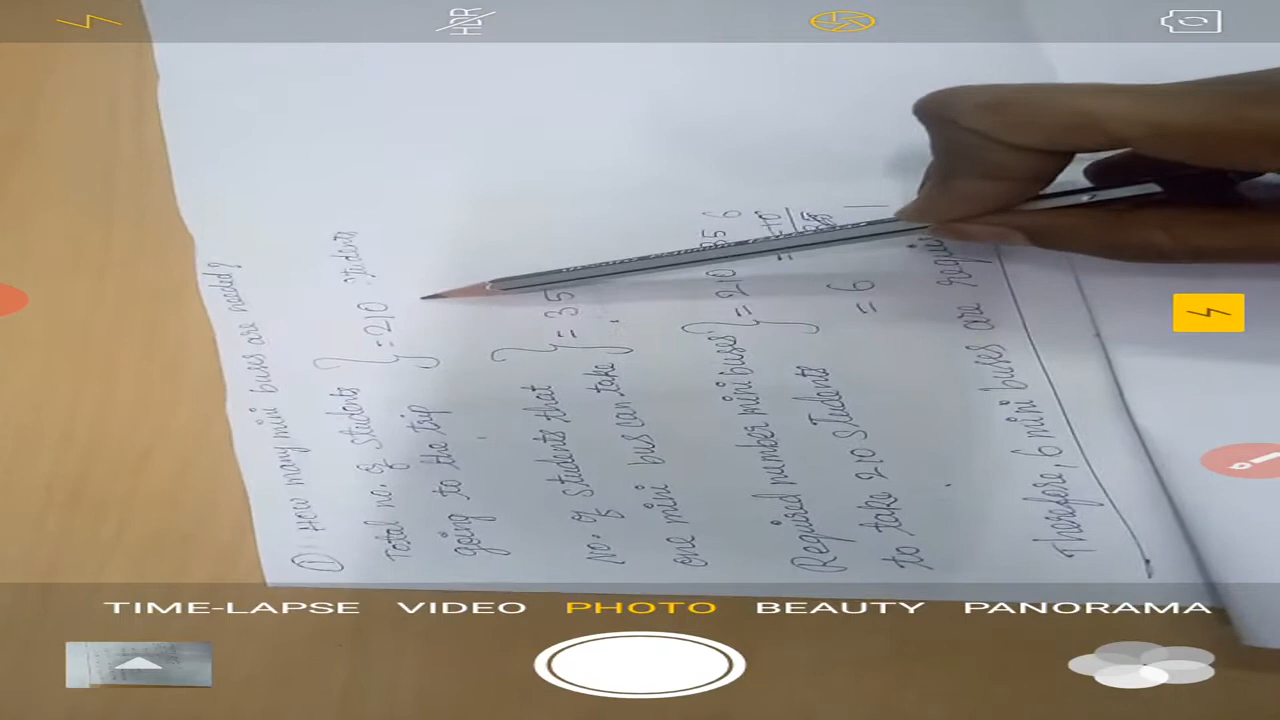 HDR
① How many mini buses are needed?
Total no. of students } = 210 students
going to the trip
No. of students that } = 35
one mini bus can take
Required number mini buses } = 210
to take 210 students = 6
Therefore, 6 mini buses are
TIME-LAPSE VIDEO PHOTO BEAUTY PANORAMA